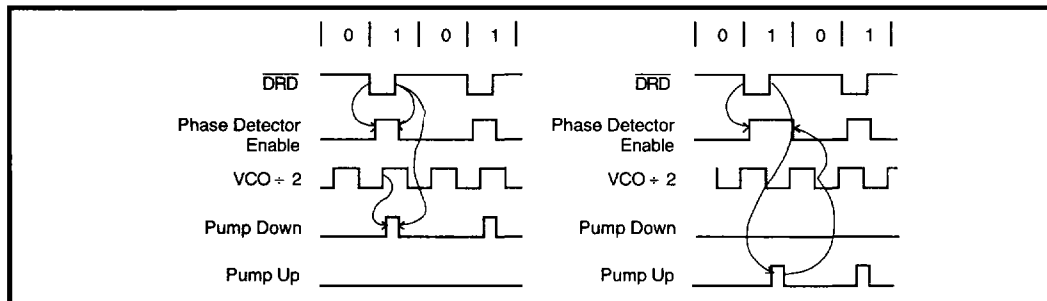 | 0 | 1 | 0 | 1 |
DRD
Phase Detector
Enable
VCO ÷ 2
Pump Down
Pump Up
| 0 | 1 | 0 | 1 |
DRD
Phase Detector
Enable
VCO ÷ 2
Pump Down
Pump Up